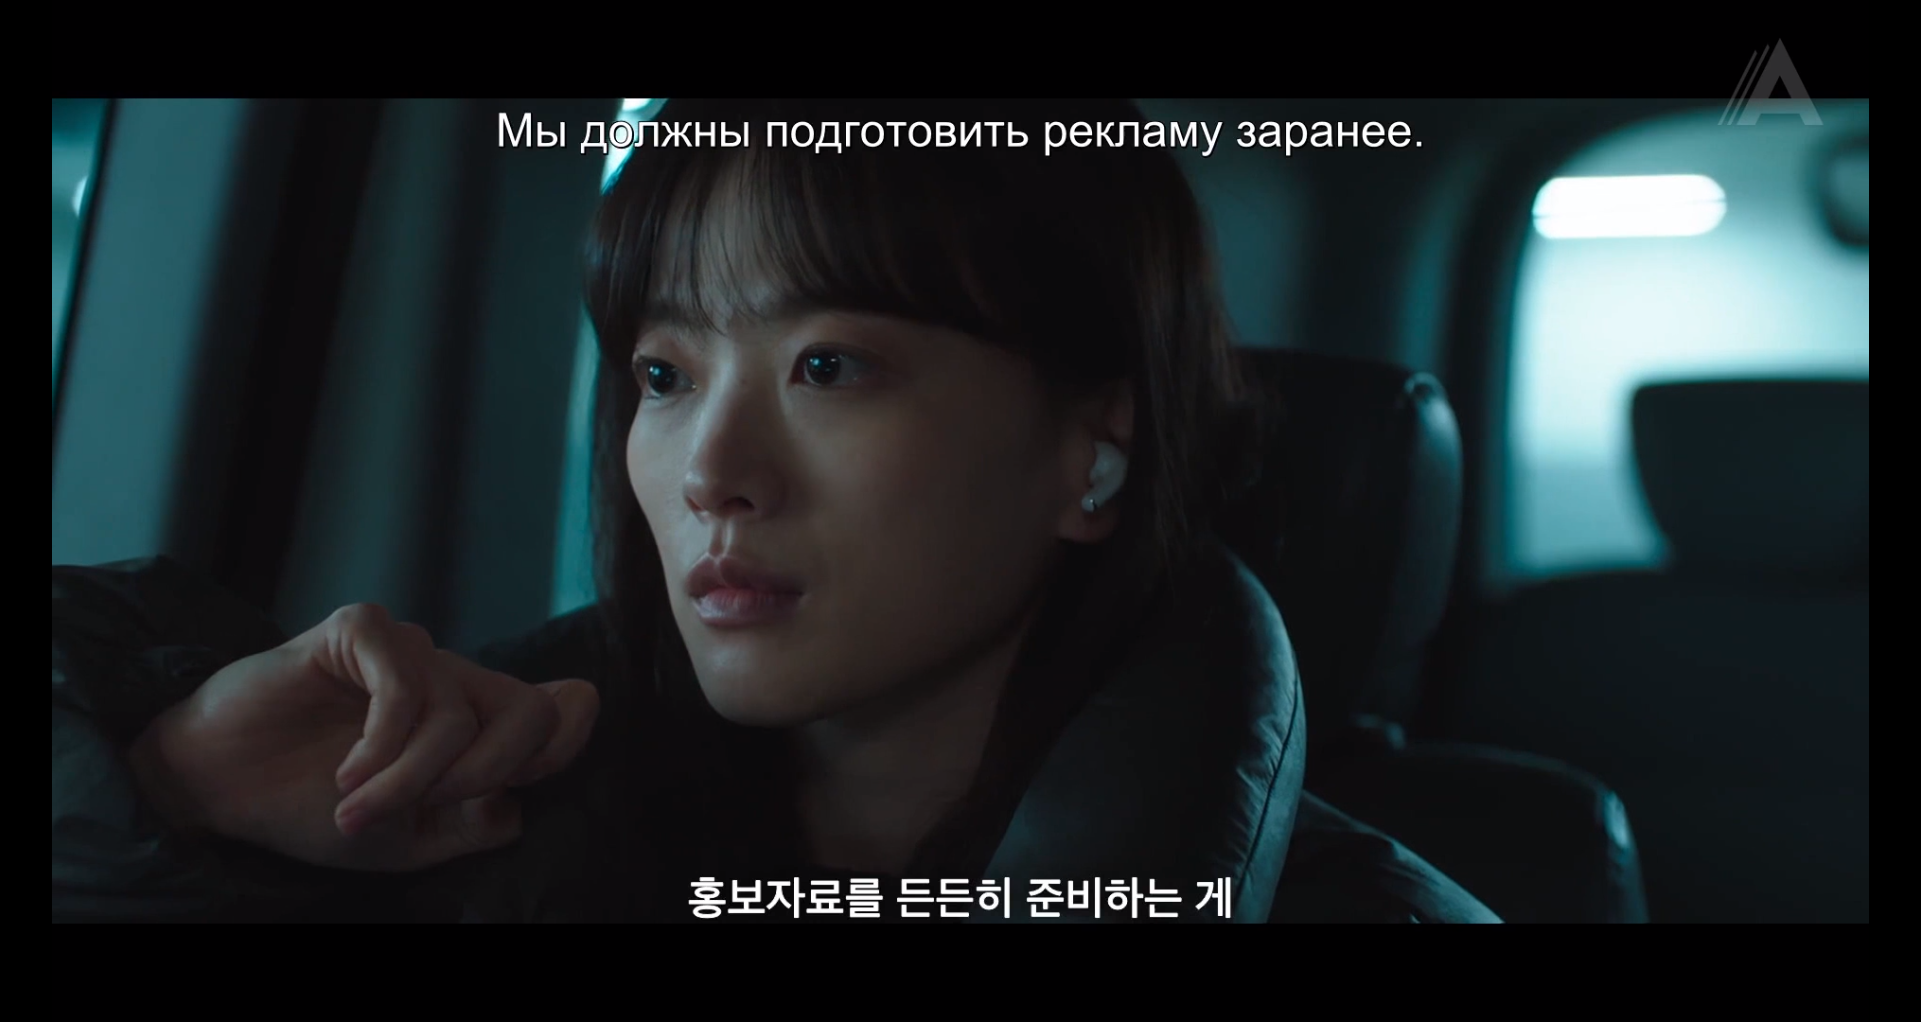 Мы должны подготовить рекламу заранее.
홍보자료를 든든히 준비하는 게